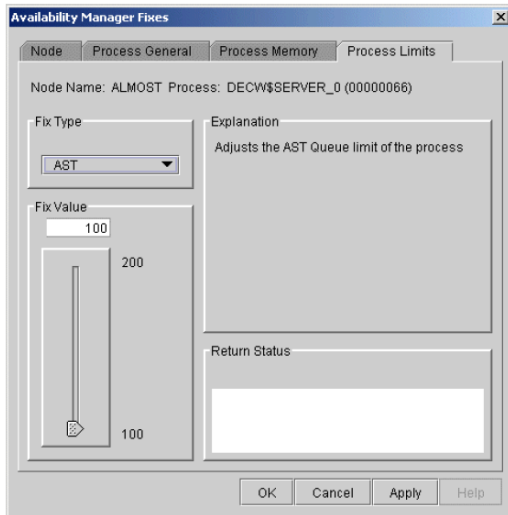 Availability Manager Fixes
Node Process General Process Memory Process Limits
Node Name: ALMOST Process: DECW$SERVER_0 (00000066)
Fix Type
AST
Explanation
Adjusts the AST Queue limit of the process
Fix Value
100
200
100
Return Status
OK Cancel Apply Help